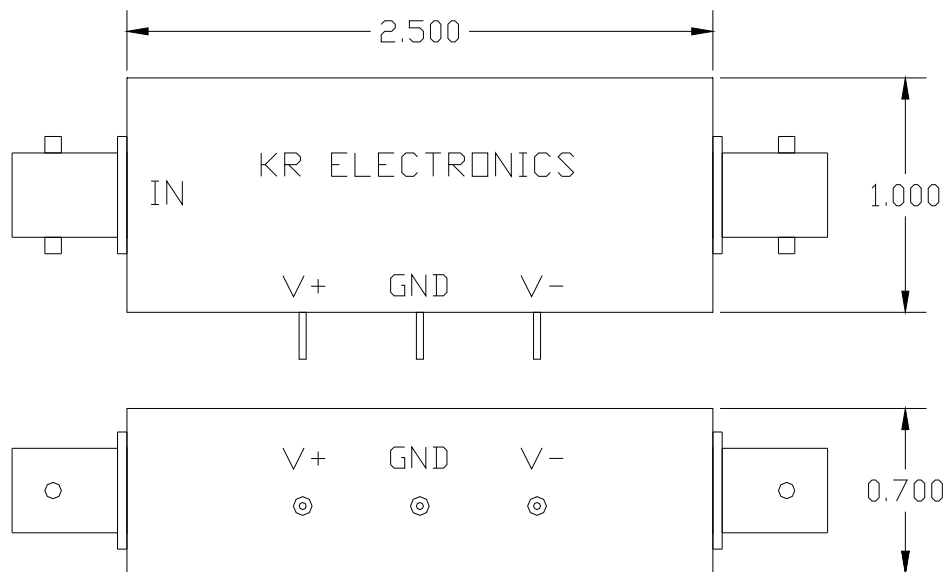 2.500
KR ELECTRONICS
IN
1.000
V+ GND V-
V+ GND V-
0.700